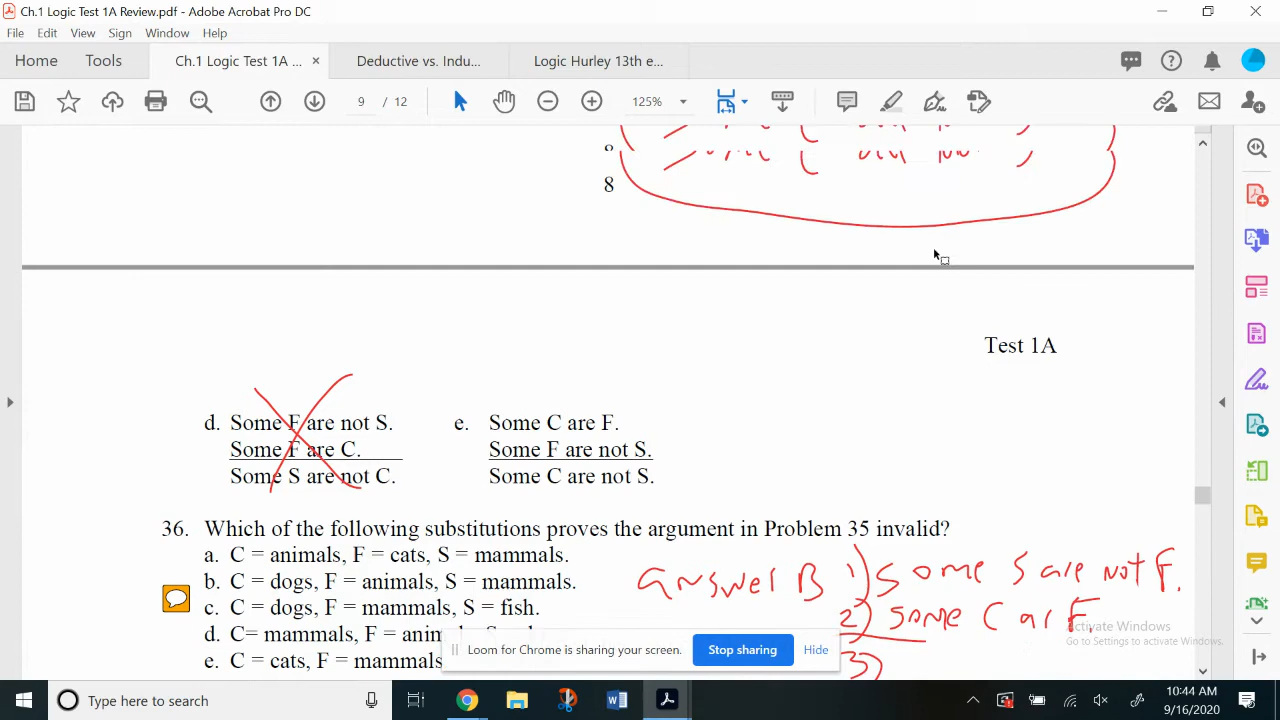 Ch.1 Logic Test 1A Review.pdf - Adobe Acrobat Pro DC
File Edit View Sign Window Help
Home Tools Ch.1 Logic Test 1A ... × Deductive vs. Indu... Logic Hurley 13th e...
9 / 12 125%
8
Test 1A
d. Some F are not S. e. Some C are F.
Some F are C. Some F are not S.
Some S are not C. Some C are not S.
36. Which of the following substitutions proves the argument in Problem 35 invalid?
a. C = animals, F = cats, S = mammals.
b. C = dogs, F = animals, S = mammals.
c. C = dogs, F = mammals, S = fish.
d. C= mammals, F = anim
e. C = cats, F = mammals
Answer B 1) Some S are not F.
2) Some C are F.
3)
Activate Windows
Go to Settings to activate Windows.
Loom for Chrome is sharing your screen. Stop sharing Hide
Type here to search
10:44 AM
9/16/2020